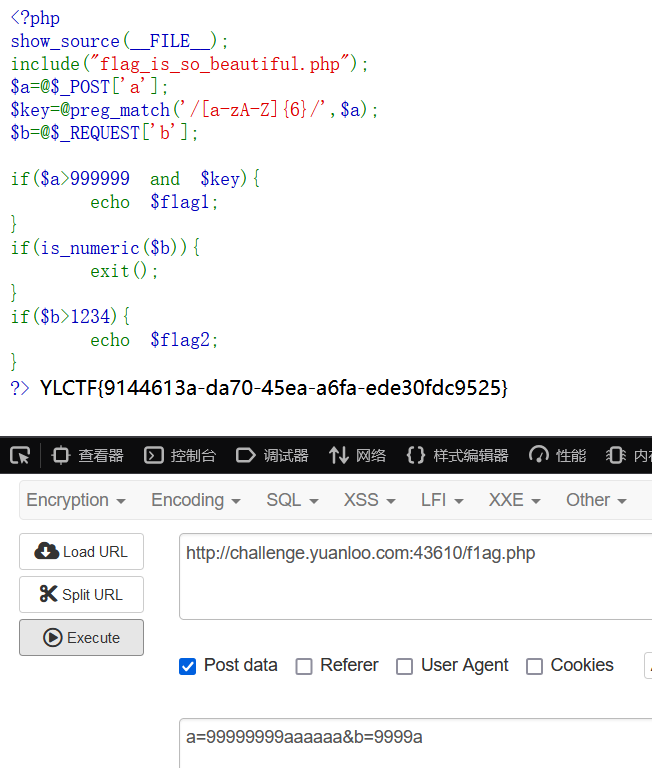 <?php
show_source(__FILE__);
include("flag_is_so_beautiful.php");
$a=@$_POST['a'];
$key=@preg_match('/[a-zA-Z]{6}/',$a);
$b=@$_REQUEST['b'];
if($a>999999 and $key){
echo $flag1;
}
if(is_numeric($b)){
exit();
}
if($b>1234){
echo $flag2;
}
?> YLCTF{9144613a-da70-45ea-a6fa-ede30fdc9525}
查看器 控制台 调试器 网络 {} 样式编辑器 性能 内存
Encryption Encoding SQL XSS LFI XXE Other
Load URL
http://challenge.yuanloo.com:43610/f1ag.php
Split URL
Execute
Post data Referer User Agent Cookies
a=99999999aaaaaa&b=9999a